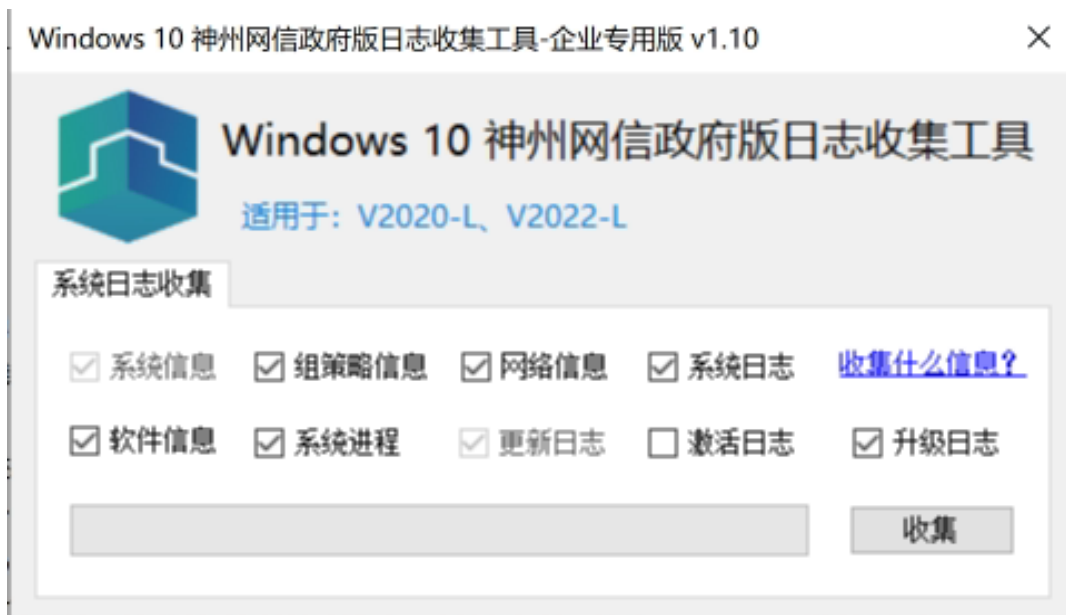 Windows 10 神州网信政府版日志收集工具-企业专用版 v1.10
Windows 10 神州网信政府版日志收集工具
适用于：V2020-L、V2022-L
系统日志收集
系统信息 组策略信息 网络信息 系统日志 收集什么信息？
软件信息 系统进程 更新日志 激活日志 升级日志
收集